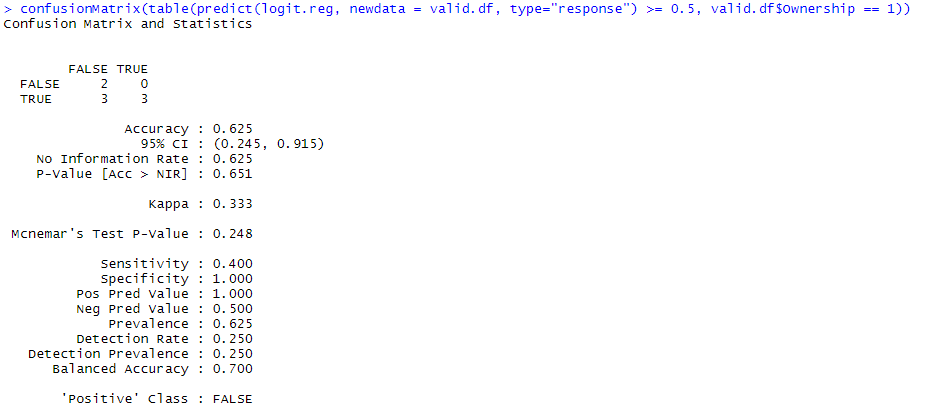 > confusionMatrix(table(predict(logit.reg, newdata = valid.df, type="response") >= 0.5, valid.df$Ownership == 1))
Confusion Matrix and Statistics
FALSE TRUE
FALSE 2 0
TRUE 3 3
Accuracy : 0.625
95% CI : (0.245, 0.915)
No Information Rate : 0.625
P-Value [Acc > NIR] : 0.651
Kappa : 0.333
Mcnemar's Test P-Value : 0.248
Sensitivity : 0.400
Specificity : 1.000
Pos Pred Value : 1.000
Neg Pred Value : 0.500
Prevalence : 0.625
Detection Rate : 0.250
Detection Prevalence : 0.250
Balanced Accuracy : 0.700
'Positive' Class : FALSE